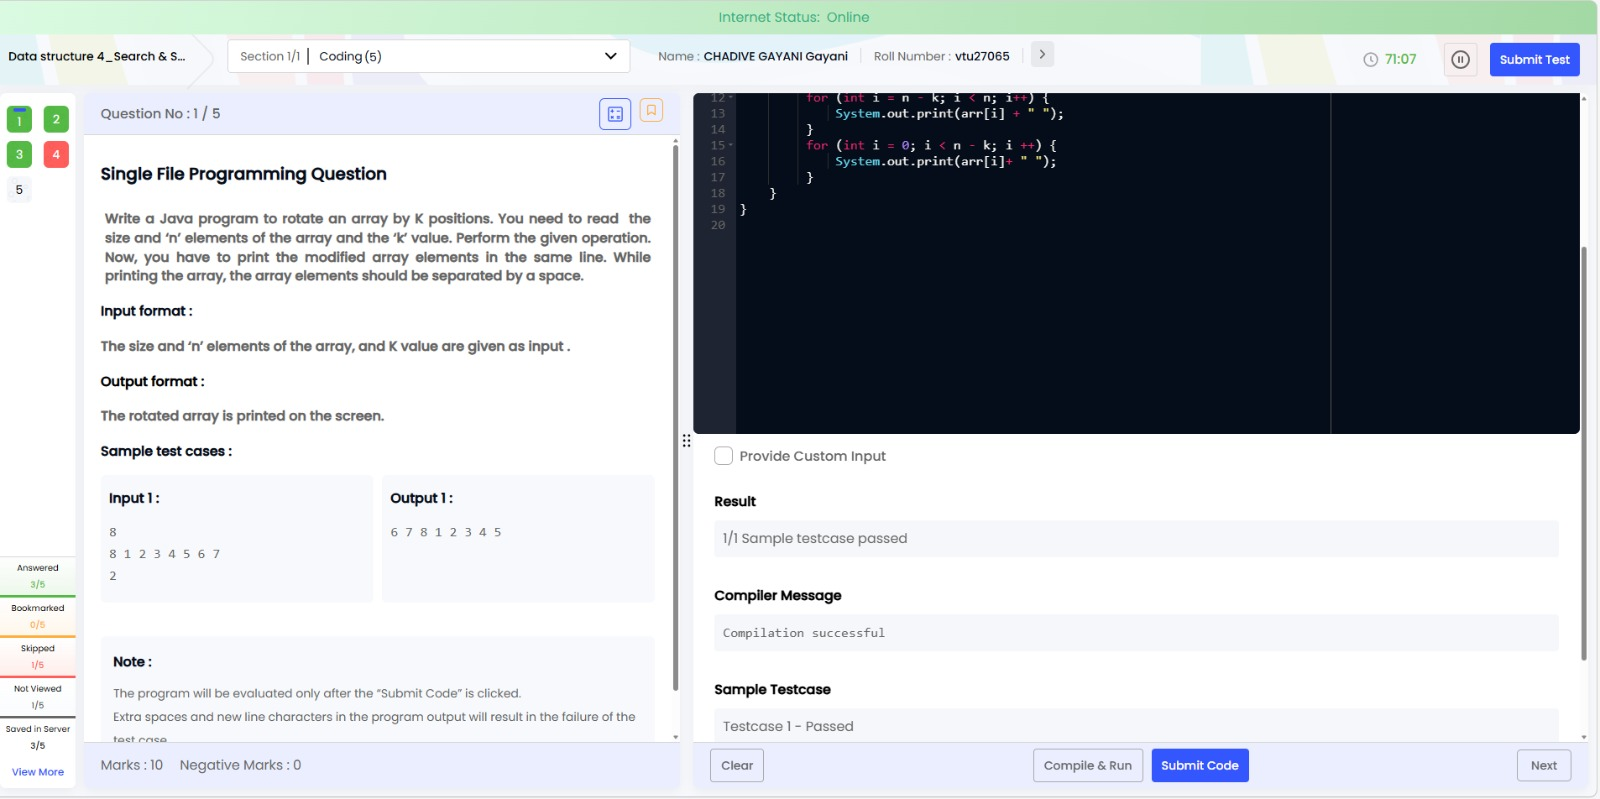 Internet Status: Online
Data structure 4_Search & S...
Section 1/1 | Coding (5)
Name : CHADIVE GAYANI Gayani
Roll Number : vtu27065
71:07
Submit Test
1
2
3
4
5
Answered
3/5
Bookmarked
0/5
Skipped
1/5
Not Viewed
1/5
Saved in Server
3/5
View More
Question No : 1 / 5
Single File Programming Question
Write a Java program to rotate an array by K positions. You need to read the
size and ‘n’ elements of the array and the ‘k’ value. Perform the given operation.
Now, you have to print the modified array elements in the same line. While
printing the array, the array elements should be separated by a space.
Input format :
The size and ‘n’ elements of the array, and K value are given as input .
Output format :
The rotated array is printed on the screen.
Sample test cases :
Input 1 :
8
8 1 2 3 4 5 6 7
2
Output 1 :
6 7 8 1 2 3 4 5
Note :
The program will be evaluated only after the “Submit Code” is clicked.
Extra spaces and new line characters in the program output will result in the failure of the
test case
Marks : 10
Negative Marks : 0
12 for (int i = n - k; i < n; i++) {
13 System.out.print(arr[i] + " ");
14 }
15 for (int i = 0; i < n - k; i ++) {
16 System.out.print(arr[i]+ " ");
17 }
18 }
19 }
20
Provide Custom Input
Result
1/1 Sample testcase passed
Compiler Message
Compilation successful
Sample Testcase
Testcase 1 - Passed
Clear
Compile & Run
Submit Code
Next